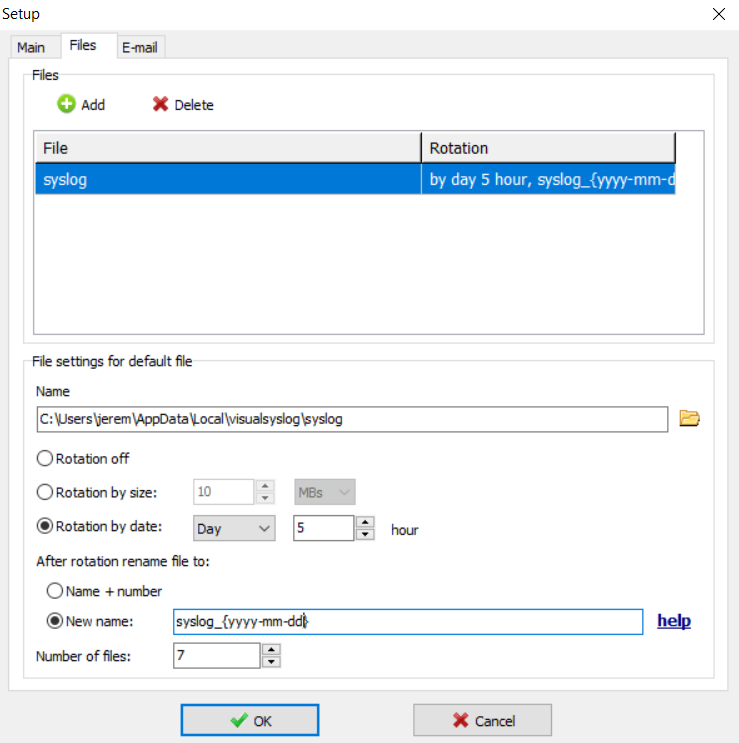 Setup
Main Files E-mail
Files
Add Delete
File Rotation
syslog by day 5 hour, syslog_{yyyy-mm-d
File settings for default file
Name
C:\Users\jerem\AppData\Local\visualsyslog\syslog
Rotation off
Rotation by size: 10 MBs
Rotation by date: Day 5 hour
After rotation rename file to:
Name + number
New name: syslog_{yyyy-mm-dd} help
Number of files: 7
OK Cancel